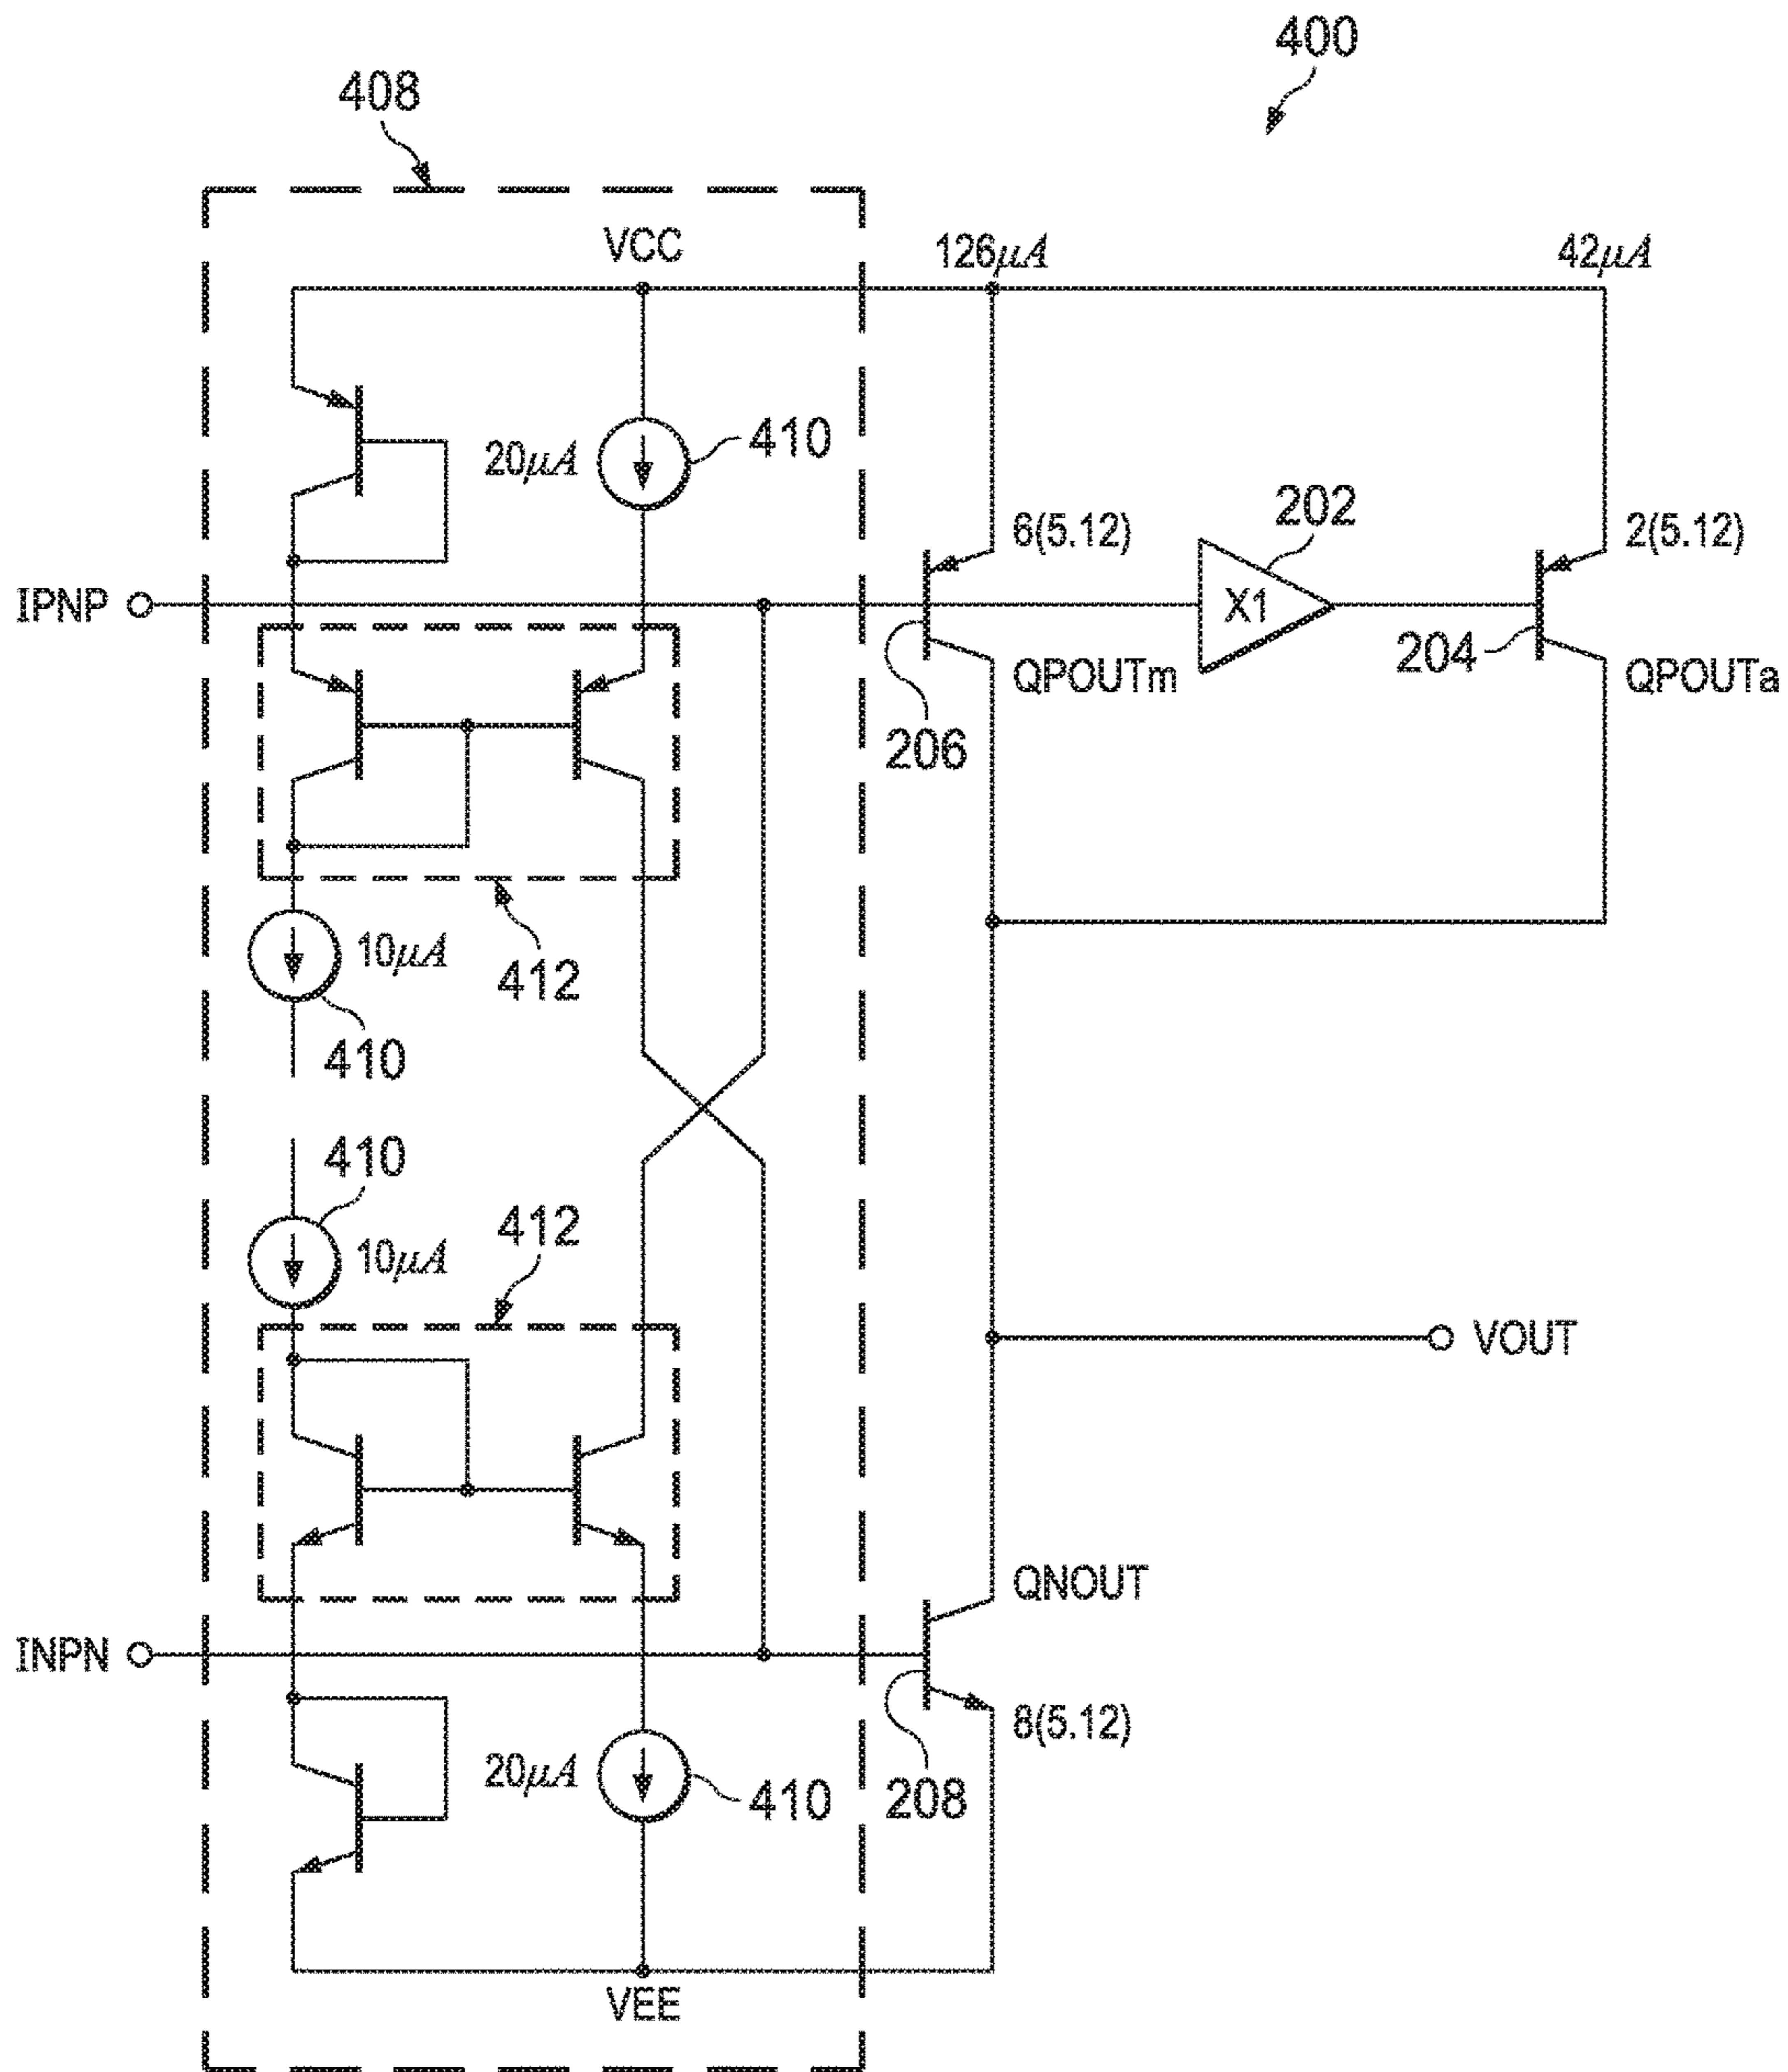 400
408
VCC
126μA
42μA
20μA
410
6(5.12)
202
2(5.12)
IPNP
X1
204
QPOUTm
QPOUTa
206
10μA
412
410
410
412
10μA
VOUT
QNOUT
INPN
8(5.12)
20μA
410
208
VEE